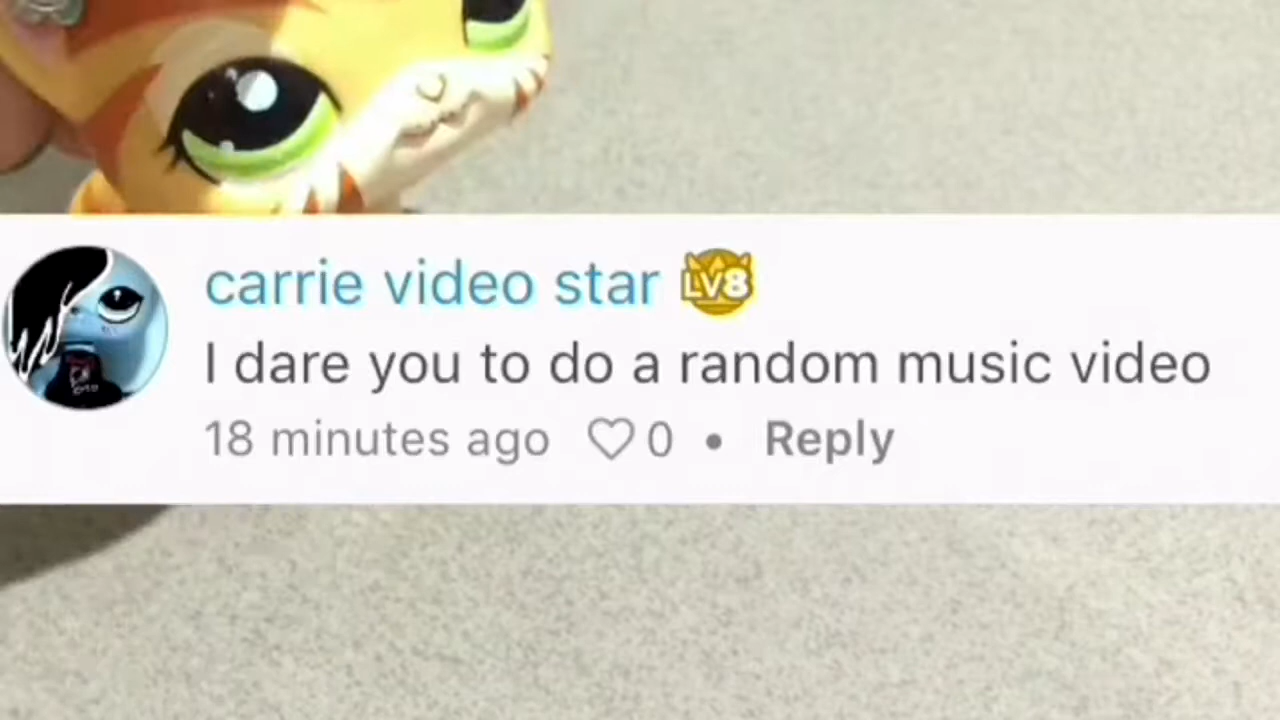 carrie video star LV8
I dare you to do a random music video
18 minutes ago 0 • Reply